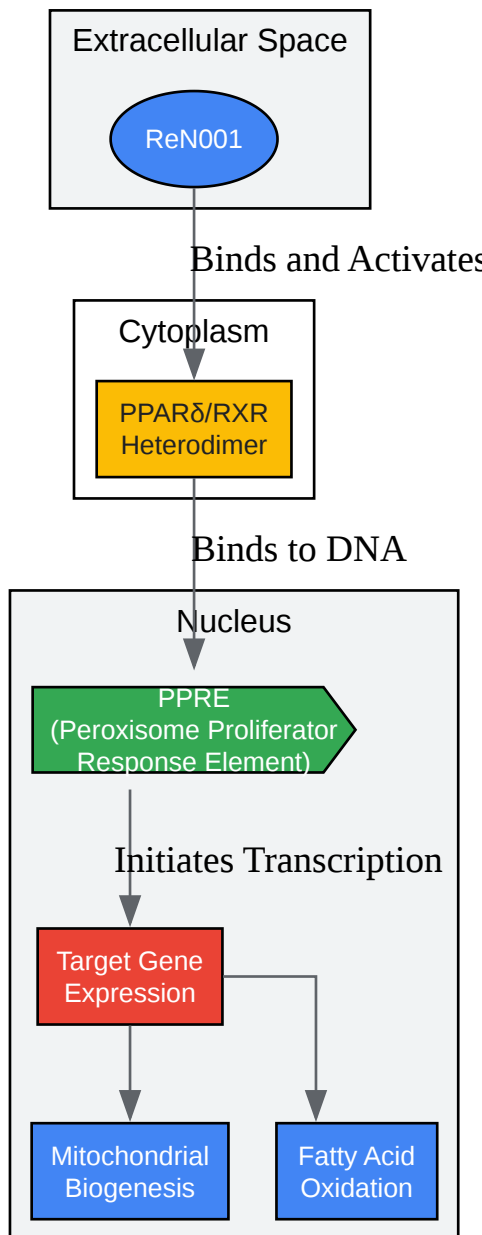 Extracellular Space
ReN001
Binds and Activates
Cytoplasm
PPARδ/RXR
Heterodimer
Binds to DNA
Nucleus
PPRE
(Peroxisome Proliferator
Response Element)
Initiates Transcription
Target Gene
Expression
Mitochondrial
Biogenesis
Fatty Acid
Oxidation